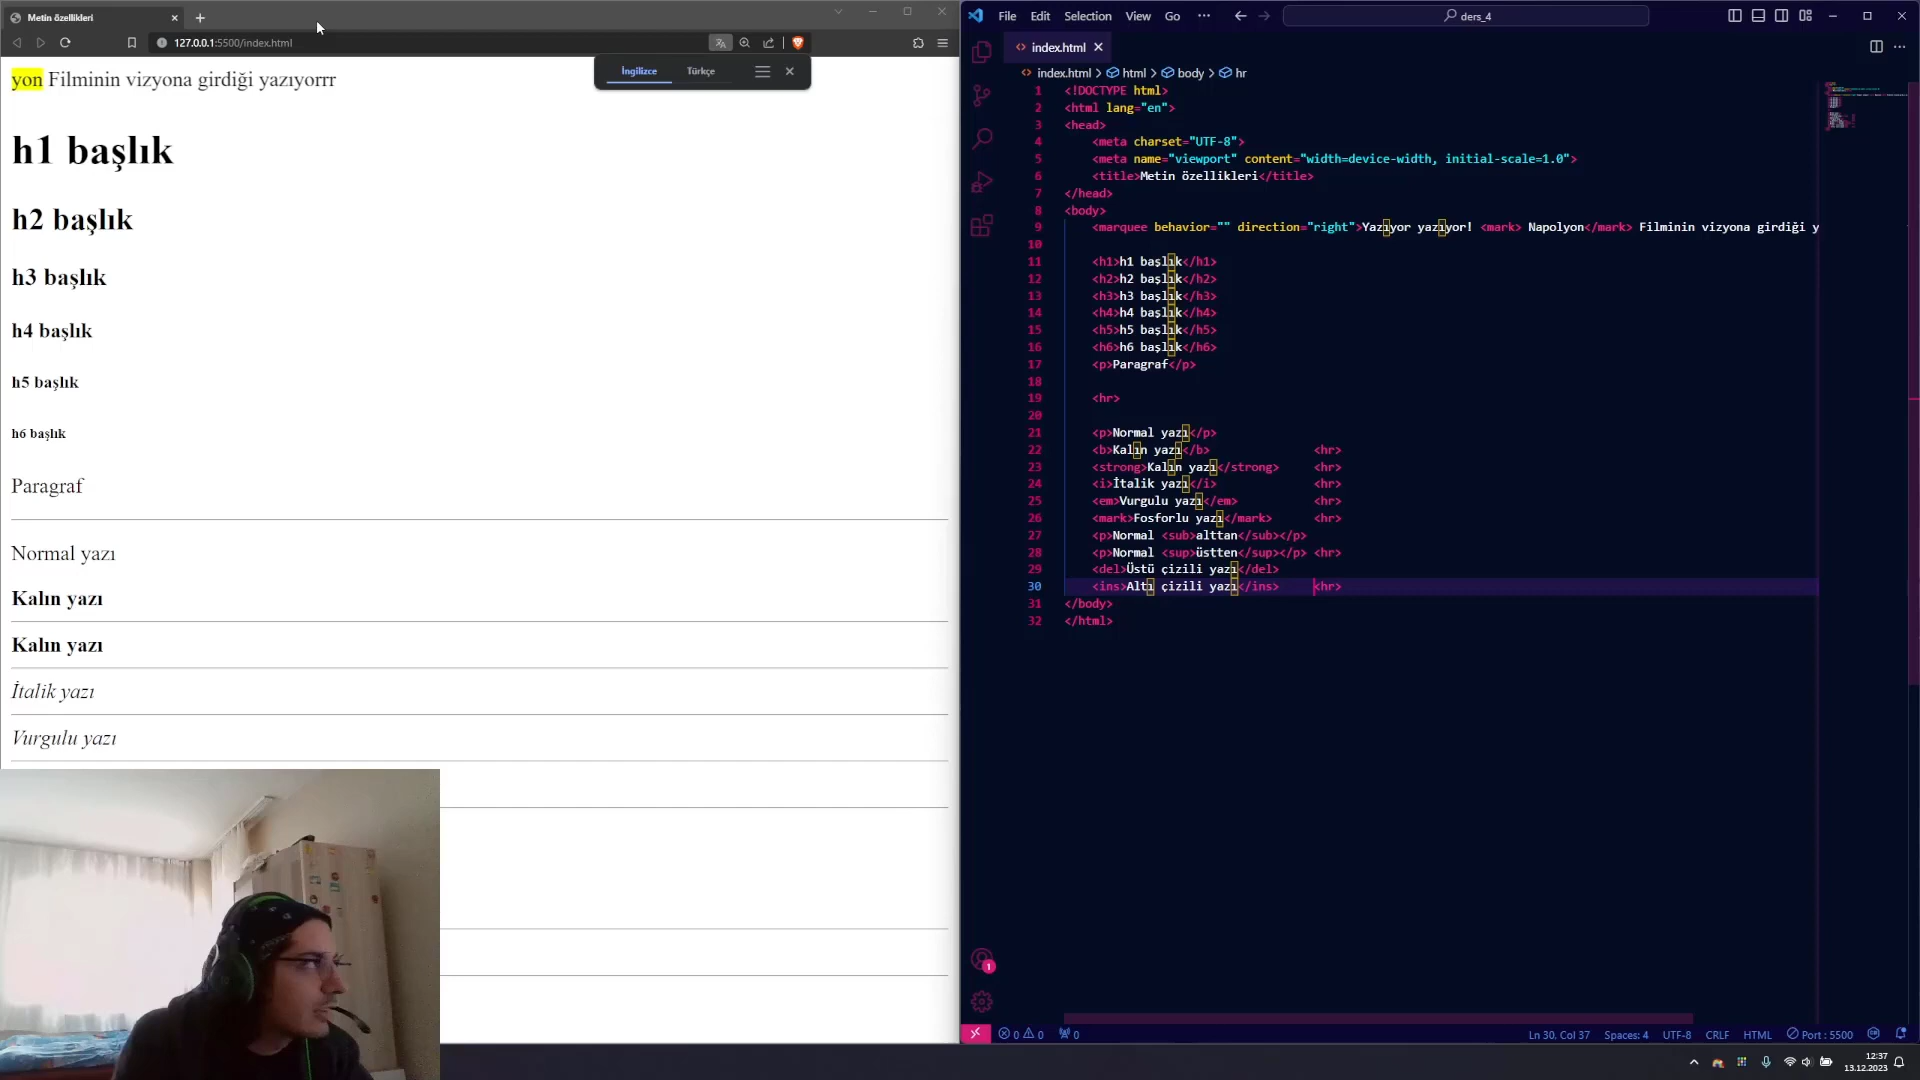 Metin özellikleri
127.0.0.1:5500/index.html
İngilizce Türkçe
yon Filminin vizyona girdiği yazıyorrr
h1 başlık
h2 başlık
h3 başlık
h4 başlık
h5 başlık
h6 başlık
Paragraf
Normal yazı
Kalın yazı
Kalın yazı
İtalik yazı
Vurgulu yazı
File Edit Selection View Go ··· ders_4
index.html
index.html > html > body > hr
1 <!DOCTYPE html>
2 <html lang="en">
3 <head>
4 <meta charset="UTF-8">
5 <meta name="viewport" content="width=device-width, initial-scale=1.0">
6 <title>Metin özellikleri</title>
7 </head>
8 <body>
9 <marquee behavior="" direction="right">Yazıyor yazıyor! <mark> Napolyon</mark> Filminin vizyona girdiği y
10
11 <h1>h1 başlık</h1>
12 <h2>h2 başlık</h2>
13 <h3>h3 başlık</h3>
14 <h4>h4 başlık</h4>
15 <h5>h5 başlık</h5>
16 <h6>h6 başlık</h6>
17 <p>Paragraf</p>
18
19 <hr>
20
21 <p>Normal yazı</p>
22 <b>Kalın yazı</b> <hr>
23 <strong>Kalın yazı</strong> <hr>
24 <i>İtalik yazı</i> <hr>
25 <em>Vurgulu yazı</em> <hr>
26 <mark>Fosforlu yazı</mark> <hr>
27 <p>Normal <sub>alttan</sub></p>
28 <p>Normal <sup>üstten</sup></p> <hr>
29 <del>Üstü çizili yazı</del>
30 <ins>Altı çizili yazı</ins> <hr>
31 </body>
32 </html>
1
0 0 0 Ln 30, Col 37 Spaces: 4 UTF-8 CRLF HTML Port : 5500
12:37
13.12.2023